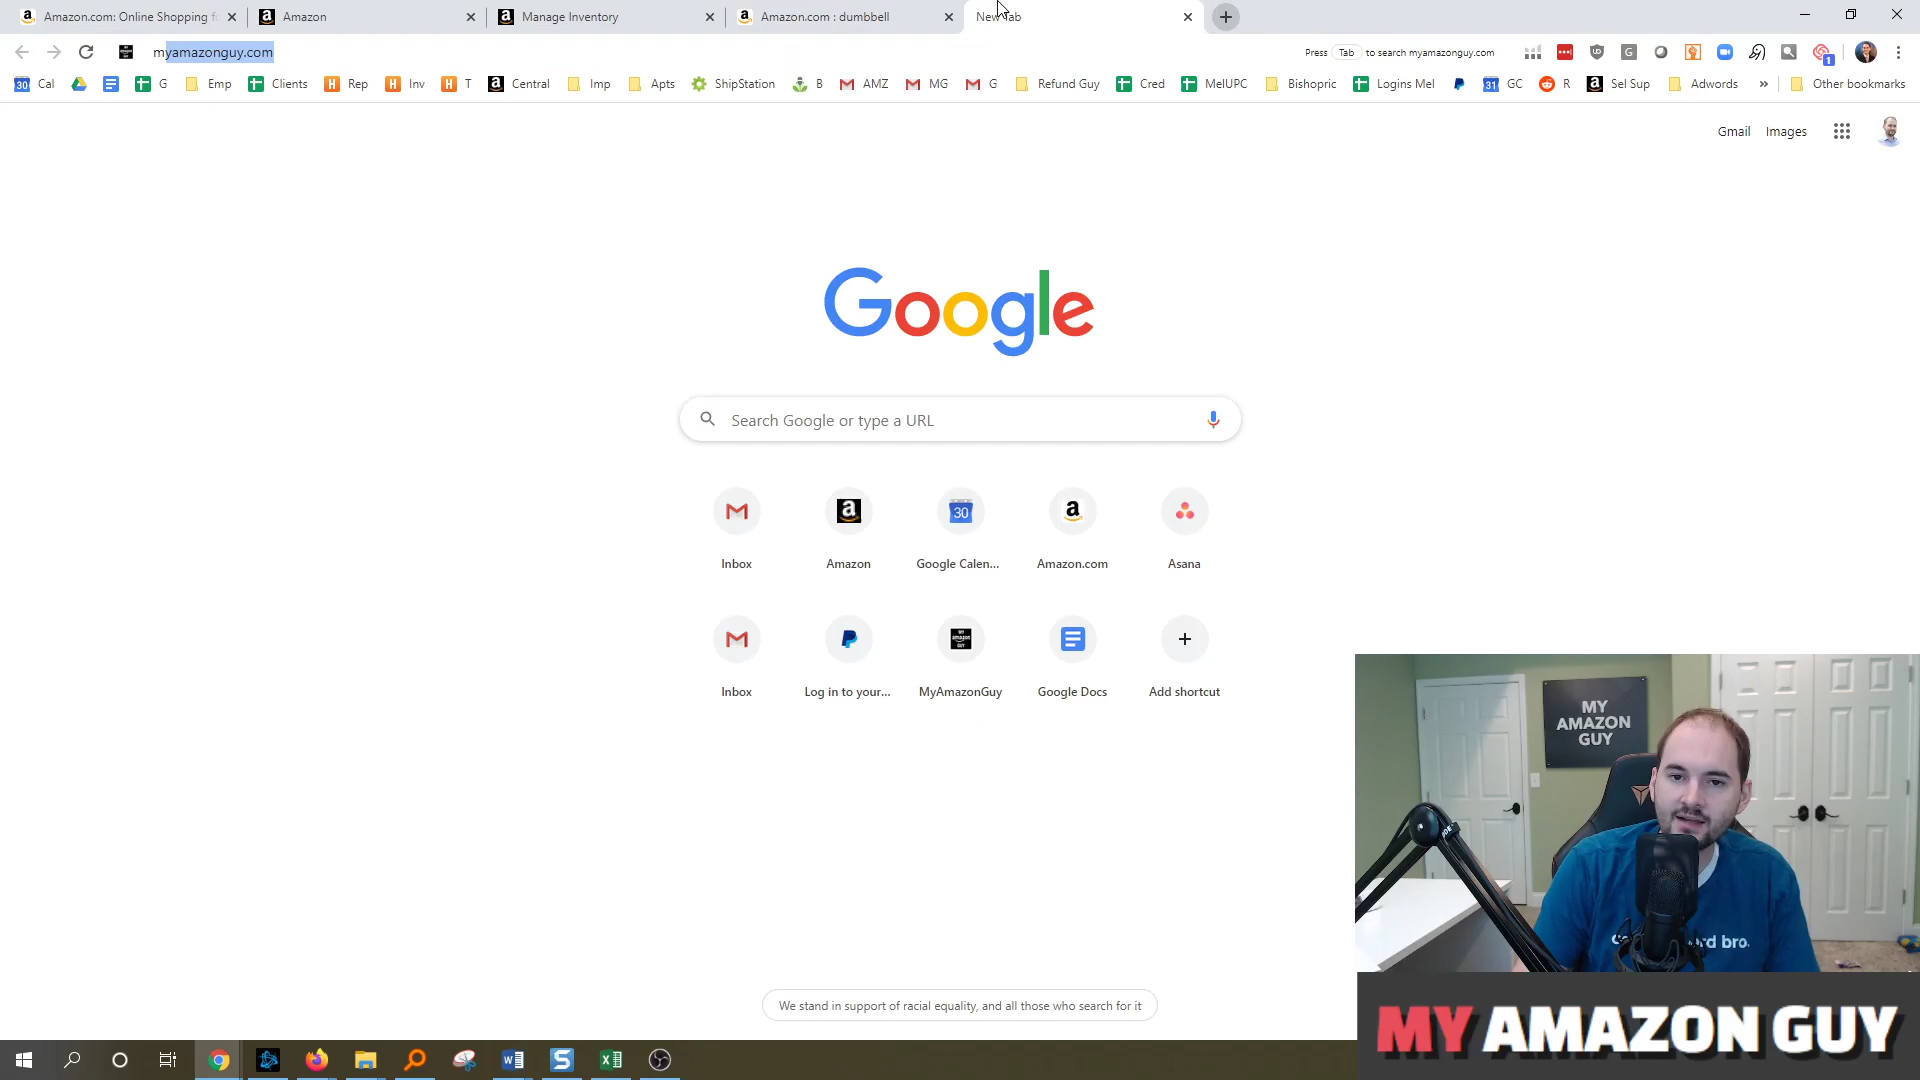 Amazon.com: Online Shopping fo
Amazon
Manage Inventory
Amazon.com : dumbbell
New Tab
myamazonguy.com
Press Tab to search myamazonguy.com
Cal
G
Emp
Clients
Rep
Inv
T
Central
Imp
Apts
ShipStation
B
AMZ
MG
G
Refund Guy
Cred
MelUPC
Bishopric
Logins Mel
GC
R
Sel Sup
Adwords
»
Other bookmarks
Gmail
Images
Google
Search Google or type a URL
30
Inbox
Amazon
Google Calen...
Amazon.com
Asana
Inbox
Log in to your...
MyAmazonGuy
Google Docs
Add shortcut
MY
AMAZON
GUY
rd bro.
We stand in support of racial equality, and all those who search for it
MY AMAZON GUY